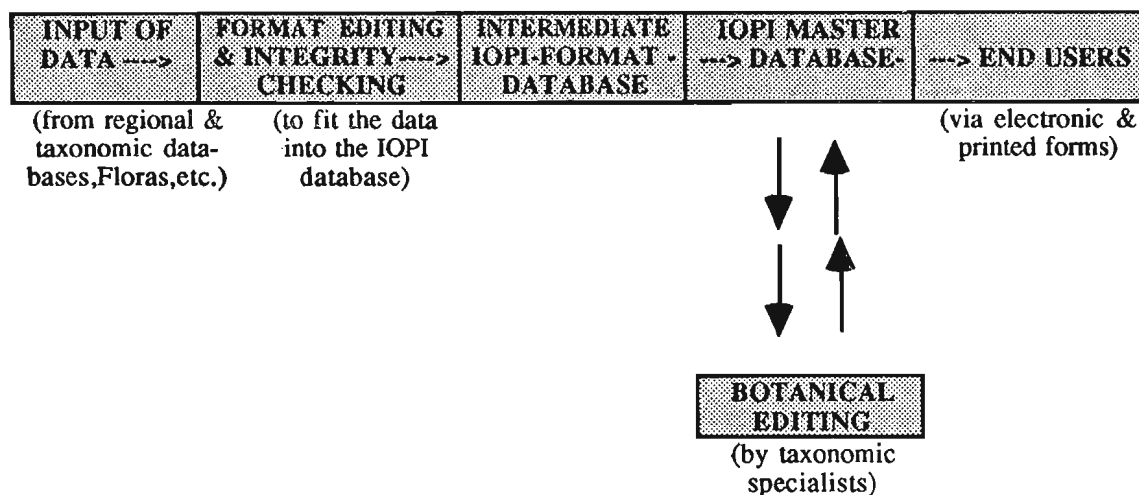 INPUT OF
DATA ---->
FORMAT EDITING
& INTEGRITY---->
CHECKING
INTERMEDIATE
IOPI-FORMAT -
DATABASE
IOPI MASTER
---> DATABASE-
---> END USERS
(from regional &
taxonomic data-
bases,Floras,etc.)
(to fit the data
into the IOPI
database)
(via electronic &
printed forms)
BOTANICAL
EDITING
(by taxonomic
specialists)